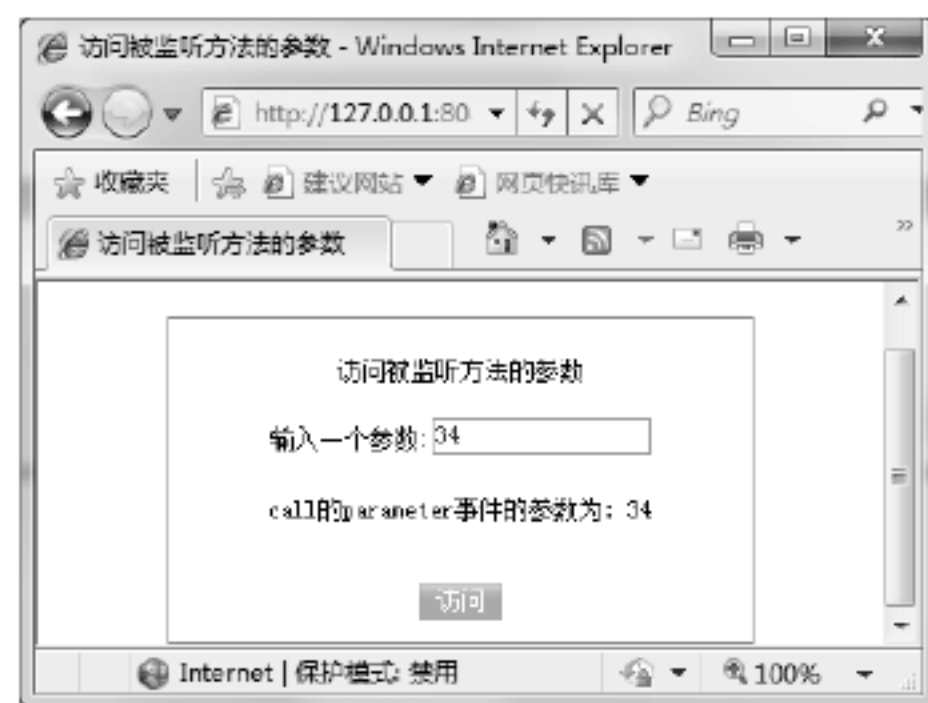 访问被监听方法的参数 - Windows Internet Explorer
http://127.0.0.1:80
Bing
收藏夹 建议网站 网页快讯库
访问被监听方法的参数
访问被监听方法的参数
输入一个参数: 34
call的parameter事件的参数为: 34
访问
Internet | 保护模式: 禁用 100%